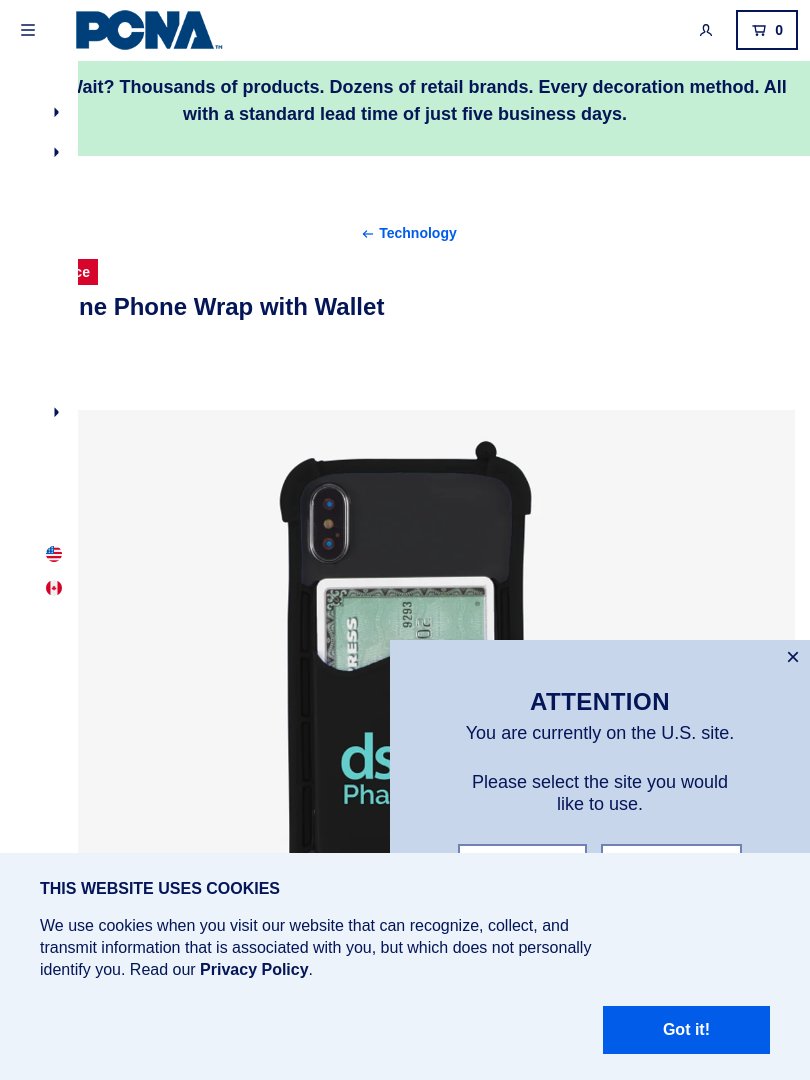 PCNA
TM
0
Wait? Thousands of products. Dozens of retail brands. Every decoration method. All
with a standard lead time of just five business days.
Technology
ne Phone Wrap with Wallet
9293
RESS
ds
Pha
ATTENTION
You are currently on the U.S. site.
Please select the site you would
like to use.
THIS WEBSITE USES COOKIES
We use cookies when you visit our website that can recognize, collect, and
transmit information that is associated with you, but which does not personally
identify you. Read our Privacy Policy.
Got it!